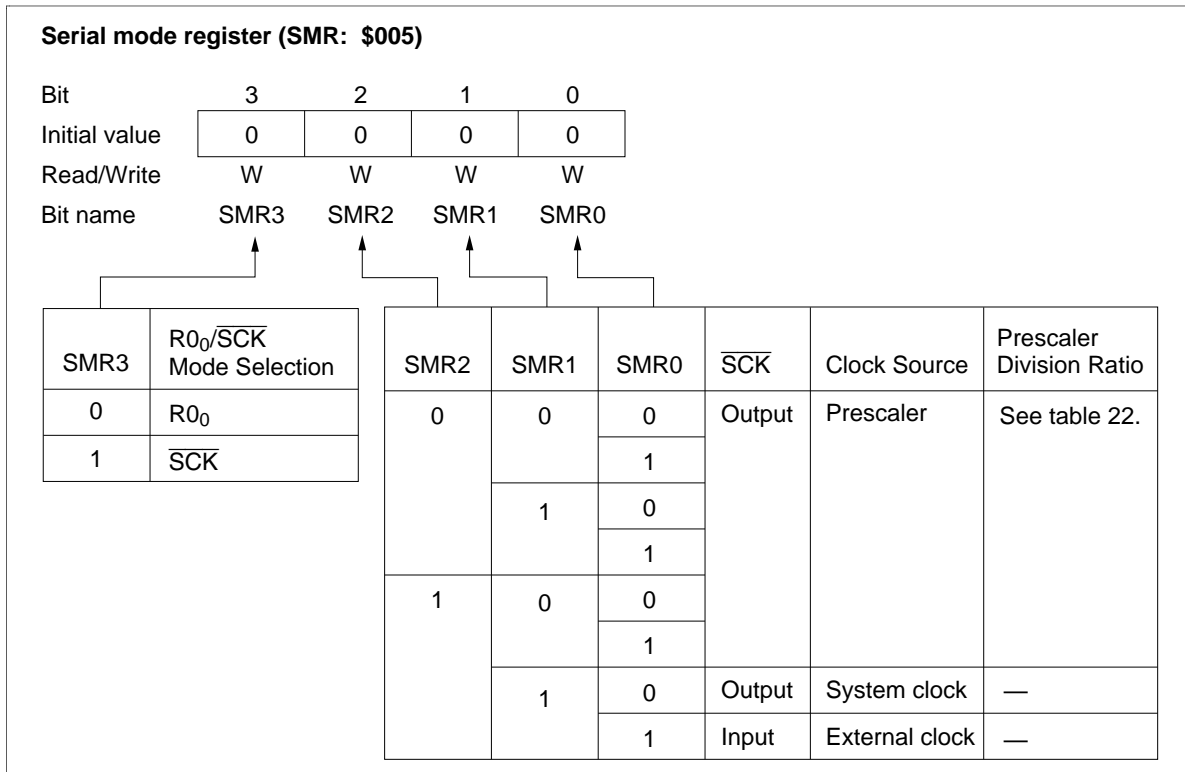 Serial mode register (SMR: $005)
Bit 3 2 1 0
Initial value 0 0 0 0
Read/Write W W W W
Bit name SMR3 SMR2 SMR1 SMR0
SMR3 R0₀/S̅C̅K̅ Mode Selection
0 R0₀
1 S̅C̅K̅
SMR2 SMR1 SMR0 S̅C̅K̅ Clock Source Prescaler Division Ratio
0 0 0 Output Prescaler See table 22.
1
1 0
1
1 0 0
1
1 0 Output System clock —
1 Input External clock —